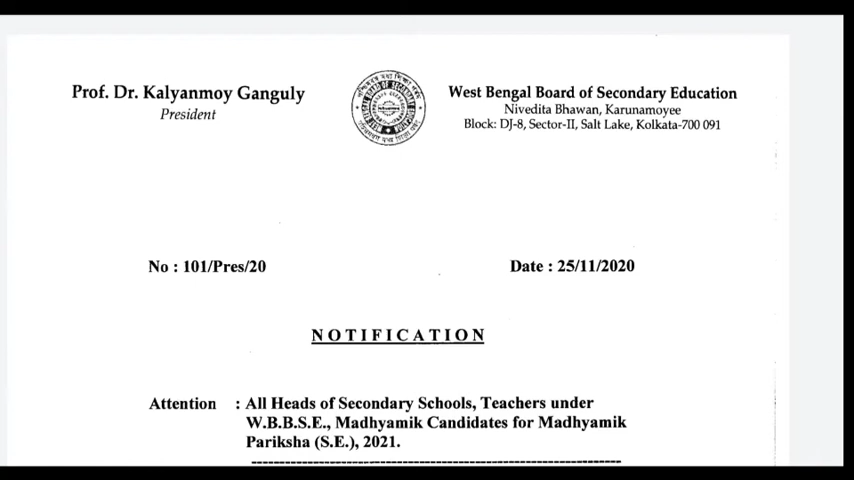 Prof. Dr. Kalyanmoy Ganguly
President
West Bengal Board of Secondary Education
Nivedita Bhawan, Karunamoyee
Block: DJ-8, Sector-II, Salt Lake, Kolkata-700 091
No : 101/Pres/20
Date : 25/11/2020
NOTIFICATION
Attention : All Heads of Secondary Schools, Teachers under
W.B.B.S.E., Madhyamik Candidates for Madhyamik
Pariksha (S.E.), 2021.